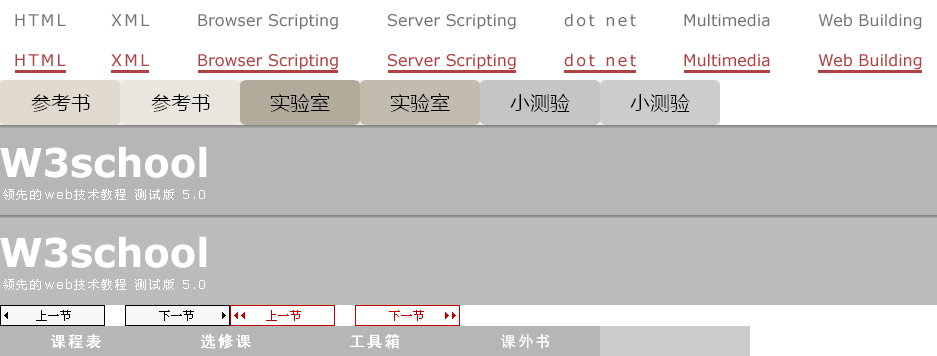 HTML XML Browser Scripting Server Scripting dot net Multimedia Web Building
HTML XML Browser Scripting Server Scripting dot net Multimedia Web Building
参考书 参考书 实验室 实验室 小测验 小测验
W3school
领先的web技术教程 测试版 5.0
W3school
领先的web技术教程 测试版 5.0
上一节 下一节 上一节 下一节
课程表 选修课 工具箱 课外书